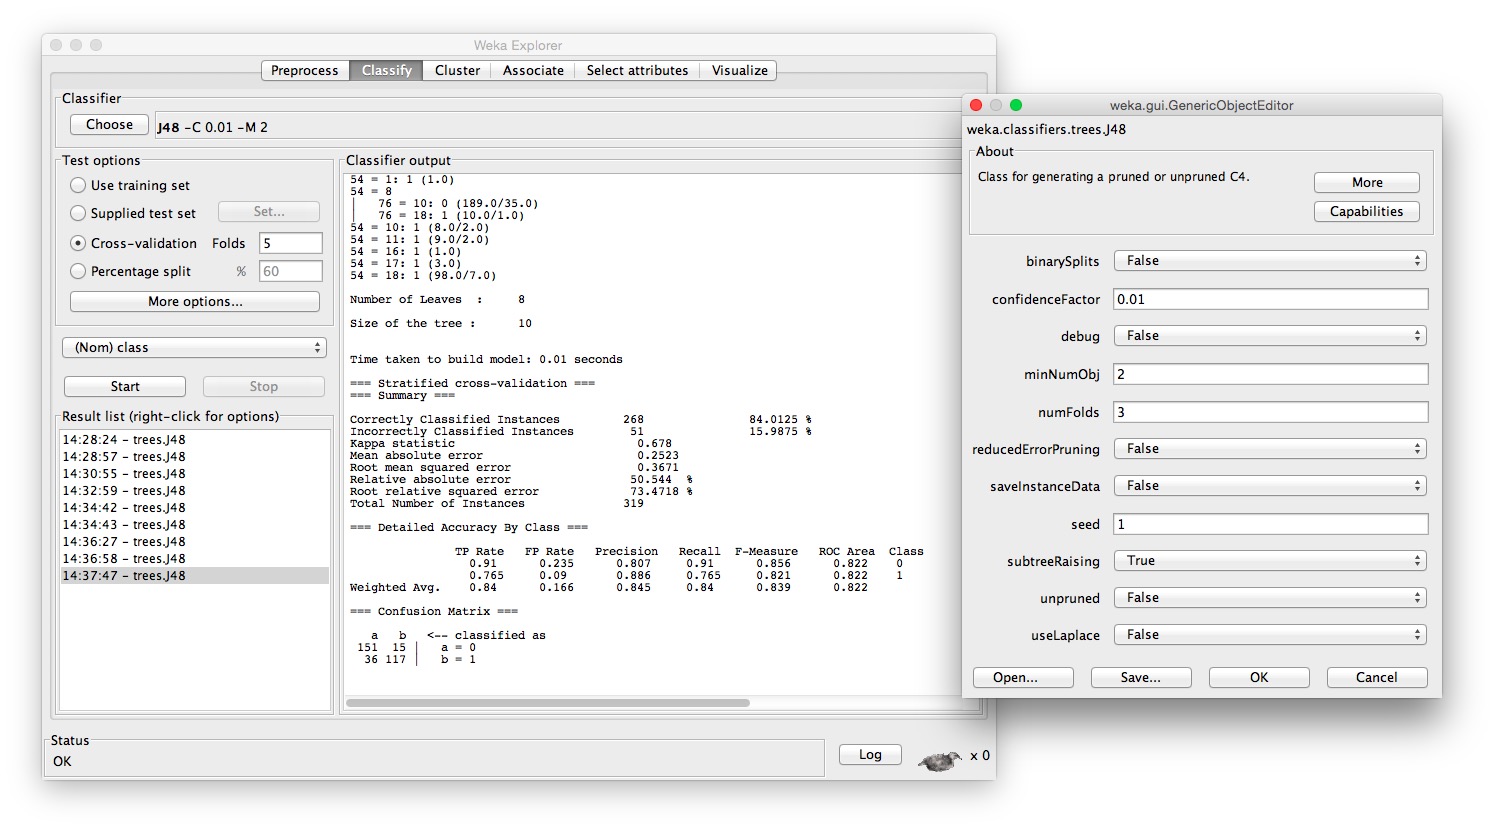 Weka Explorer
Preprocess Classify Cluster Associate Select attributes Visualize
Classifier
Choose J48 -C 0.01 -M 2
Test options
Use training set
Supplied test set Set...
Cross-validation Folds 5
Percentage split % 60
More options...
(Nom) class
Start Stop
Result list (right-click for options)
14:28:24 - trees.J48
14:28:57 - trees.J48
14:30:55 - trees.J48
14:32:59 - trees.J48
14:34:42 - trees.J48
14:34:43 - trees.J48
14:36:27 - trees.J48
14:36:58 - trees.J48
14:37:47 - trees.J48
Classifier output
54 = 1: 1 (1.0)
54 = 8
|   76 = 10: 0 (189.0/35.0)
|   76 = 18: 1 (10.0/1.0)
54 = 10: 1 (8.0/2.0)
54 = 11: 1 (9.0/2.0)
54 = 16: 1 (1.0)
54 = 17: 1 (3.0)
54 = 18: 1 (98.0/7.0)
Number of Leaves : 8
Size of the tree : 10
Time taken to build model: 0.01 seconds
=== Stratified cross-validation ===
=== Summary ===
Correctly Classified Instances 268 84.0125 %
Incorrectly Classified Instances 51 15.9875 %
Kappa statistic 0.678
Mean absolute error 0.2523
Root mean squared error 0.3671
Relative absolute error 50.544 %
Root relative squared error 73.4718 %
Total Number of Instances 319
=== Detailed Accuracy By Class ===
TP Rate FP Rate Precision Recall F-Measure ROC Area Class
0.91 0.235 0.807 0.91 0.856 0.822 0
0.765 0.09 0.886 0.765 0.821 0.822 1
Weighted Avg. 0.84 0.166 0.845 0.84 0.839 0.822
=== Confusion Matrix ===
a b <-- classified as
151 15 | a = 0
36 117 | b = 1
Status
OK
Log
x 0
weka.gui.GenericObjectEditor
weka.classifiers.trees.J48
About
Class for generating a pruned or unpruned C4.
More
Capabilities
binarySplits False
confidenceFactor 0.01
debug False
minNumObj 2
numFolds 3
reducedErrorPruning False
saveInstanceData False
seed 1
subtreeRaising True
unpruned False
useLaplace False
Open... Save... OK Cancel